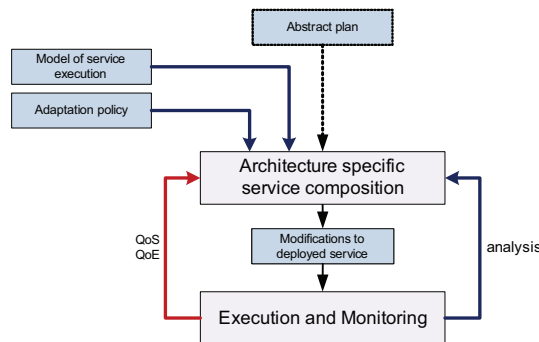 Abstract plan
Model of service
execution
Adaptation policy
Architecture specific
service composition
QoS
QoE
Modifications to
deployed service
analysis
Execution and Monitoring